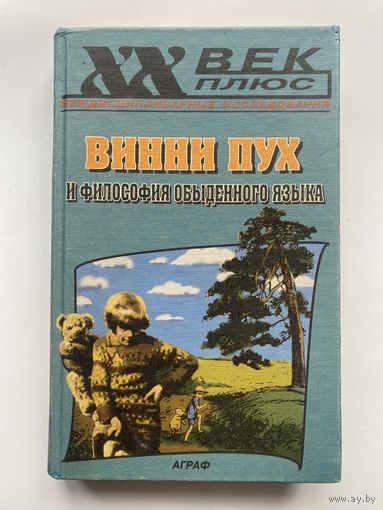 XX ВЕК
ПЛЮС
МЕЖДИСЦИПЛИНАРНЫЕ ИССЛЕДОВАНИЯ
ВИННИ ПУХ
И ФИЛОСОФИЯ ОБЫДЕННОГО ЯЗЫКА
АГРАФ
www.ay.by